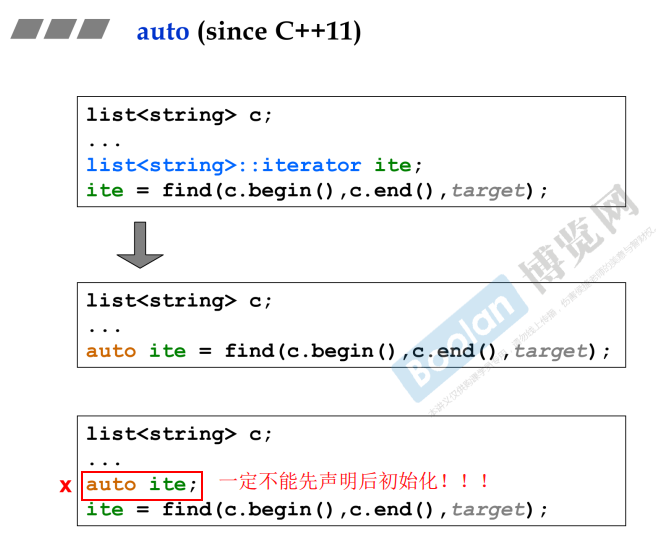 auto (since C++11)
list<string> c;
...
list<string>::iterator ite;
ite = find(c.begin(),c.end(),target);
list<string> c;
...
auto ite = find(c.begin(),c.end(),target);
list<string> c;
...
x auto ite; 一定不能先声明后初始化！！！
ite = find(c.begin(),c.end(),target);
Boolan 博览网